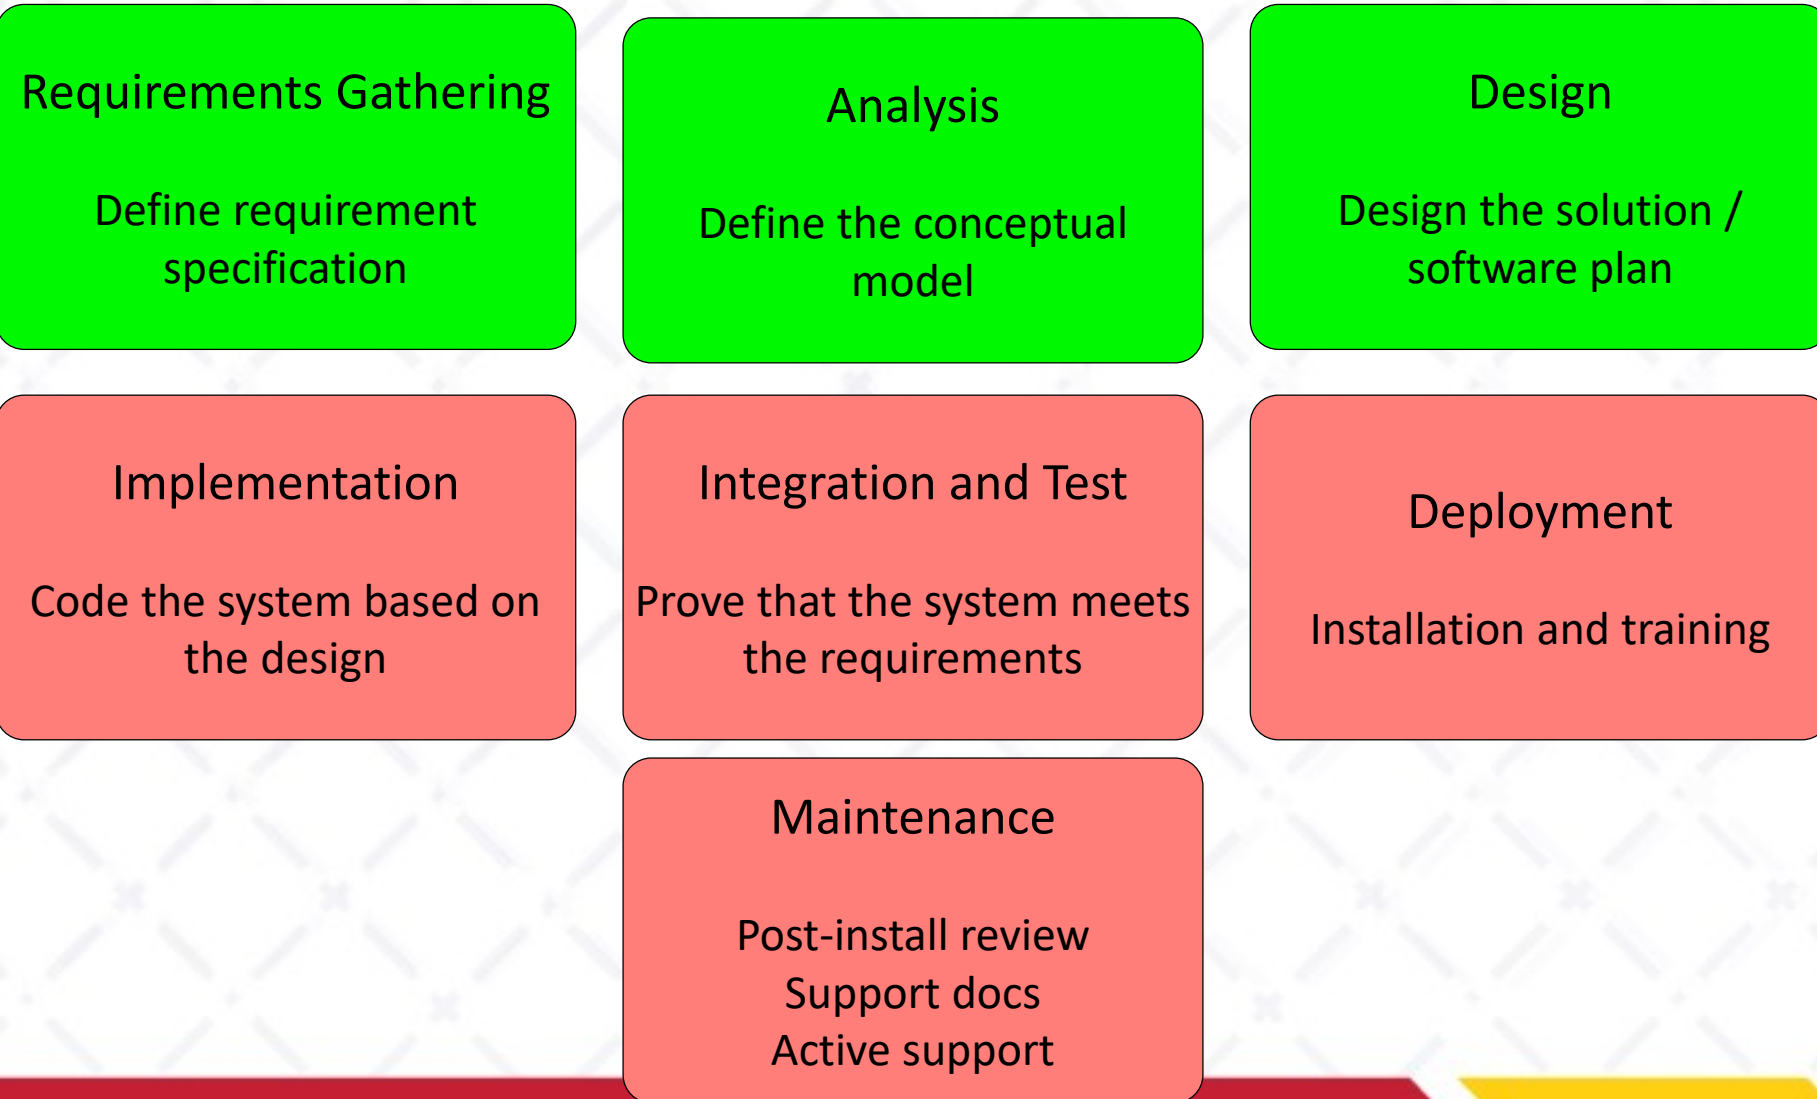 Requirements Gathering
Define requirement
specification
Analysis
Define the conceptual
model
Design
Design the solution /
software plan
Implementation
Code the system based on
the design
Integration and Test
Prove that the system meets
the requirements
Deployment
Installation and training
Maintenance
Post-install review
Support docs
Active support